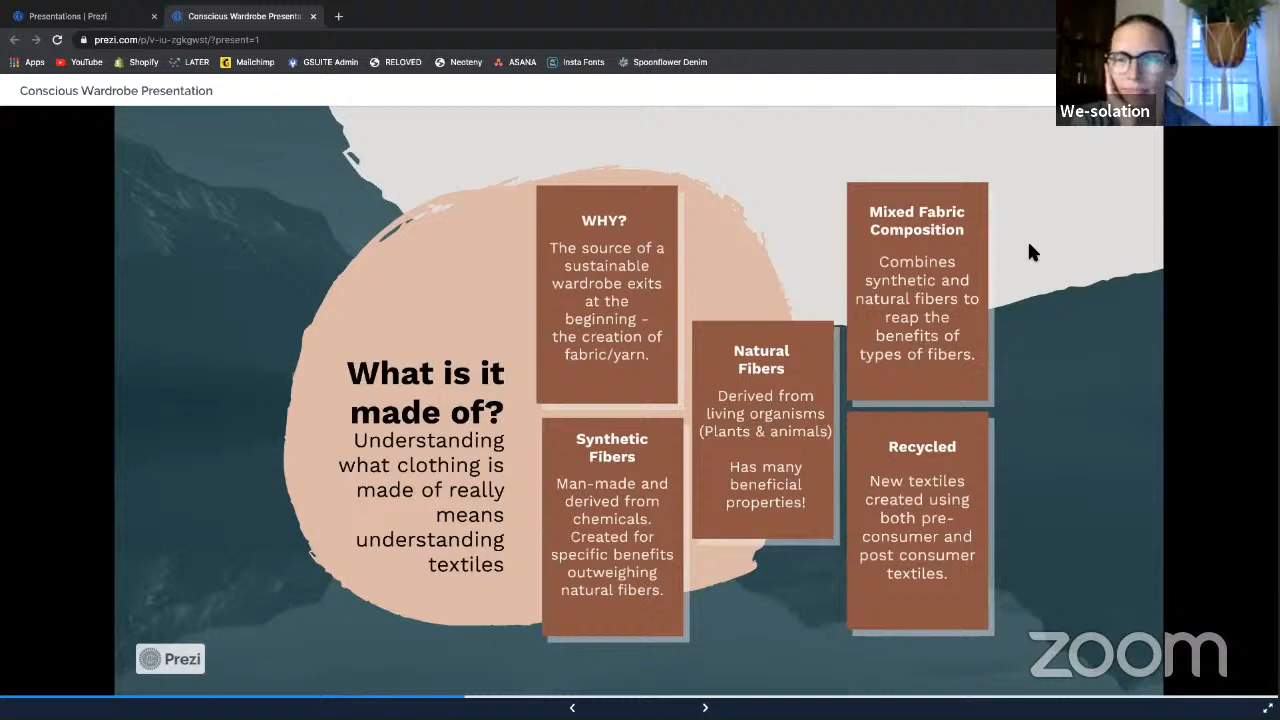 Presentations | Prezi
Conscious Wardrobe Presenta
prezi.com/p/v-iu-zgkgwst/?present=1
Apps YouTube Shopify LATER Mailchimp GSUITE Admin RELOVED Neoteny ASANA Insta Fonts Spoonflower Denim
Conscious Wardrobe Presentation
We-solation
What is it
made of?
Understanding
what clothing is
made of really
means
understanding
textiles
WHY?
The source of a
sustainable
wardrobe exits
at the
beginning -
the creation of
fabric/yarn.
Synthetic
Fibers
Man-made and
derived from
chemicals.
Created for
specific benefits
outweighing
natural fibers.
Natural
Fibers
Derived from
living organisms
(Plants & animals)
Has many
beneficial
properties!
Mixed Fabric
Composition
Combines
synthetic and
natural fibers to
reap the
benefits of
types of fibers.
Recycled
New textiles
created using
both pre-
consumer and
post consumer
textiles.
Prezi
zoom